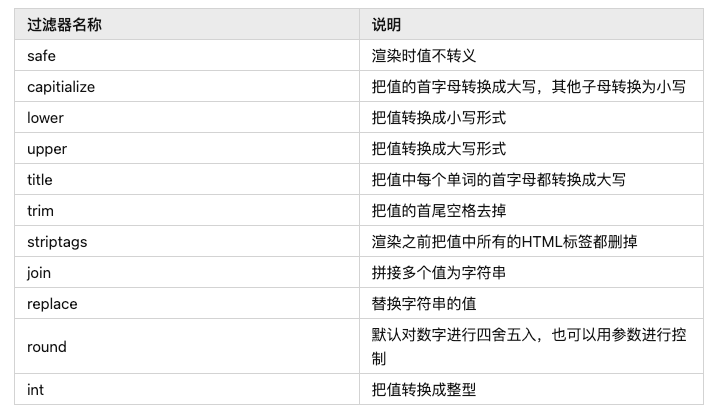 过滤器名称 说明
safe 渲染时值不转义
capitialize 把值的首字母转换成大写，其他子母转换为小写
lower 把值转换成小写形式
upper 把值转换成大写形式
title 把值中每个单词的首字母都转换成大写
trim 把值的首尾空格去掉
striptags 渲染之前把值中所有的HTML标签都删掉
join 拼接多个值为字符串
replace 替换字符串的值
round 默认对数字进行四舍五入，也可以用参数进行控
制
int 把值转换成整型